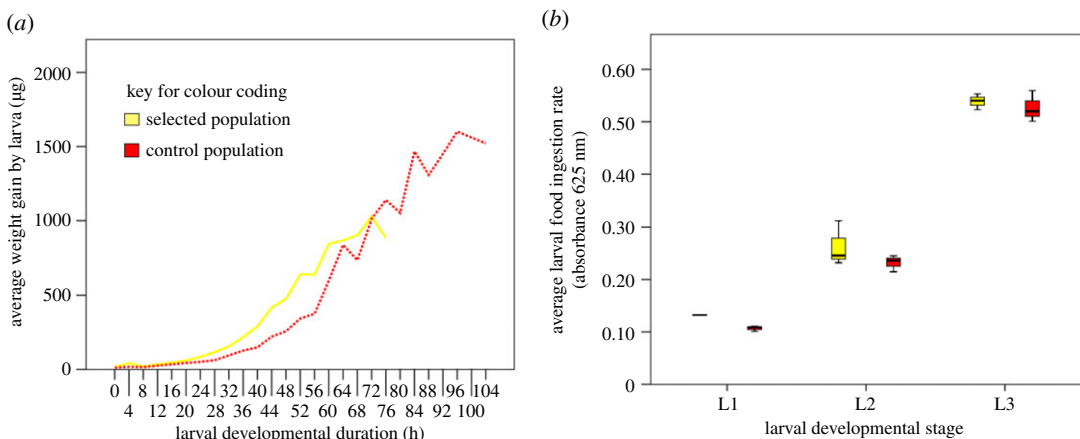 (a)
average weight gain by larva (µg)
2000
1500
1000
500
0
key for colour coding
selected population
control population
0 8 16 24 32 40 48 56 64 72 80 88 96 104
4 12 20 28 36 44 52 60 68 76 84 92 100
larval developmental duration (h)
(b)
average larval food ingestion rate
(absorbance 625 nm)
0.60
0.50
0.40
0.30
0.20
0.10
0
L1 L2 L3
larval developmental stage